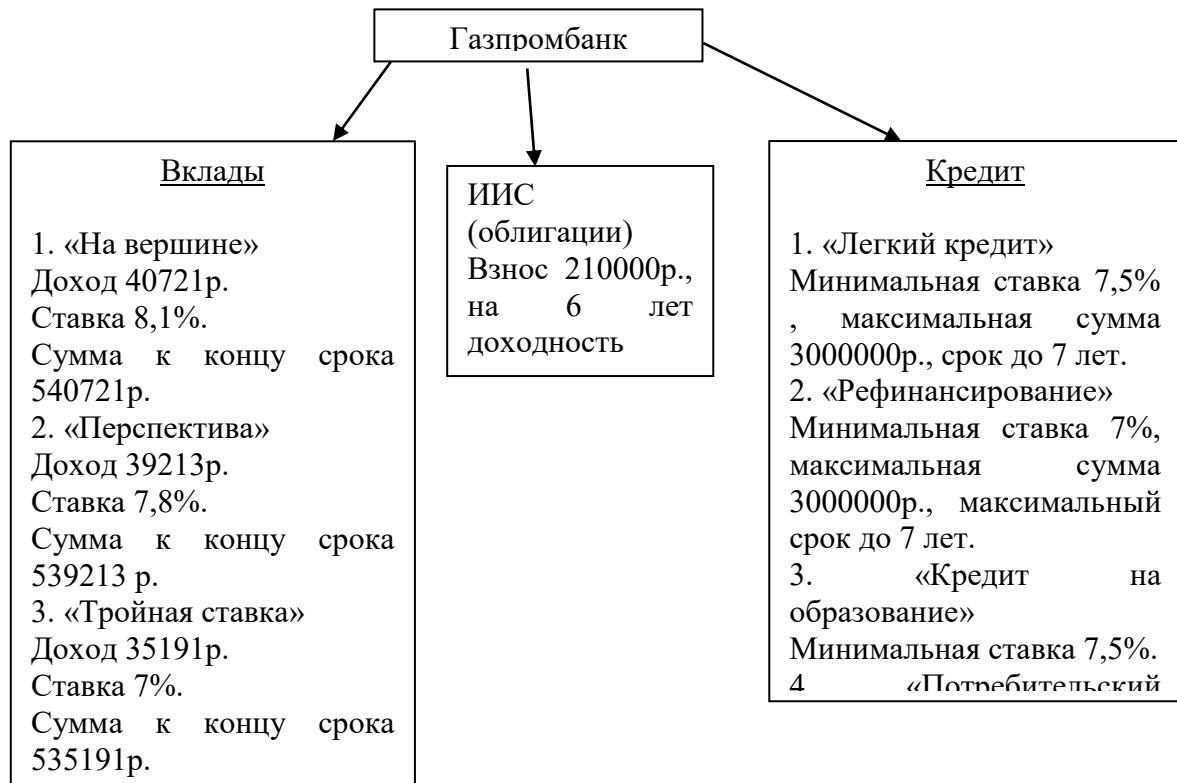 Газпромбанк
Вклады
1. «На вершине»
Доход 40721р.
Ставка 8,1%.
Сумма к концу срока
540721р.
2. «Перспектива»
Доход 39213р.
Ставка 7,8%.
Сумма к концу срока
539213 р.
3. «Тройная ставка»
Доход 35191р.
Ставка 7%.
Сумма к концу срока
535191р.
ИИС
(облигации)
Взнос 210000р.,
на 6 лет
доходность
Кредит
1. «Легкий кредит»
Минимальная ставка 7,5%
, максимальная сумма
3000000р., срок до 7 лет.
2. «Рефинансирование»
Минимальная ставка 7%,
максимальная сумма
3000000р., максимальный
срок до 7 лет.
3. «Кредит на
образование»
Минимальная ставка 7,5%.
4 «Потребительский